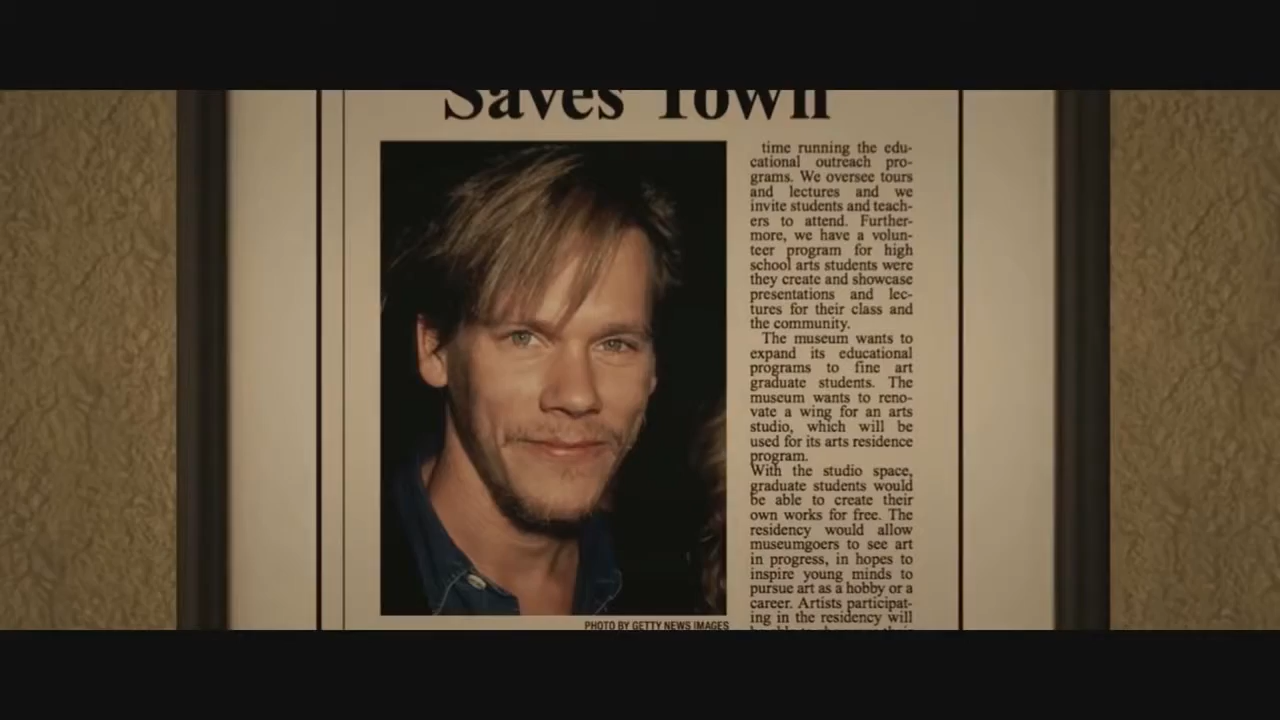 Saves Town
time running the edu-
cational outreach pro-
grams. We oversee tours
and lectures and we
invite students and teach-
ers to attend. Further-
more, we have a volun-
teer program for high
school arts students were
they create and showcase
presentations and lec-
tures for their class and
the community.
The museum wants to
expand its educational
programs to fine art
graduate students. The
museum wants to reno-
vate a wing for an arts
studio, which will be
used for its arts residence
program.
With the studio space,
graduate students would
be able to create their
own works for free. The
residency would allow
museumgoers to see art
in progress, in hopes to
inspire young minds to
pursue art as a hobby or a
career. Artists participat-
ing in the residency will
PHOTO BY GETTY NEWS IMAGES